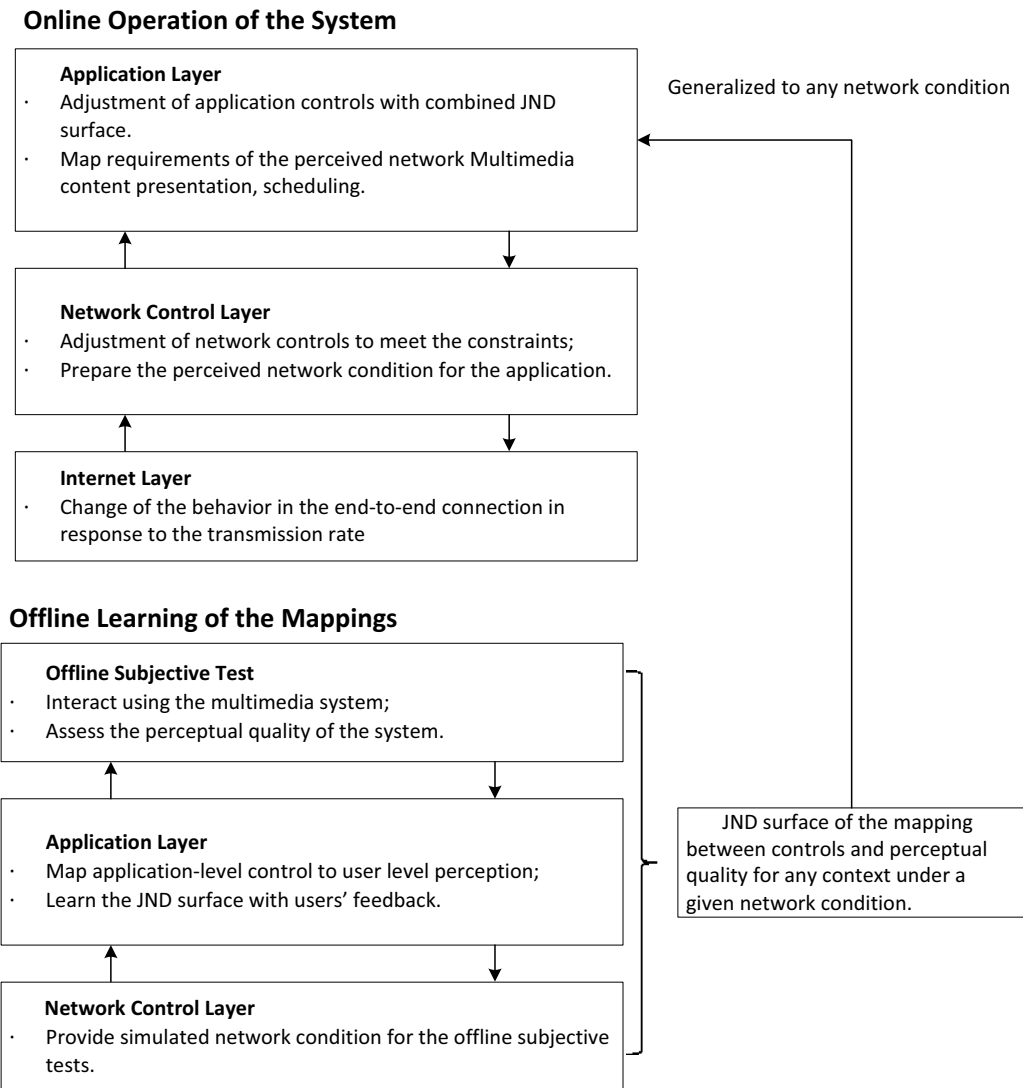 Online Operation of the System
Application Layer
· Adjustment of application controls with combined JND
surface.
· Map requirements of the perceived network Multimedia
content presentation, scheduling.
Generalized to any network condition
Network Control Layer
· Adjustment of network controls to meet the constraints;
· Prepare the perceived network condition for the application.
Internet Layer
· Change of the behavior in the end-to-end connection in
response to the transmission rate
Offline Learning of the Mappings
Offline Subjective Test
· Interact using the multimedia system;
· Assess the perceptual quality of the system.
Application Layer
· Map application-level control to user level perception;
· Learn the JND surface with users’ feedback.
JND surface of the mapping
between controls and perceptual
quality for any context under a
given network condition.
Network Control Layer
· Provide simulated network condition for the offline subjective
tests.